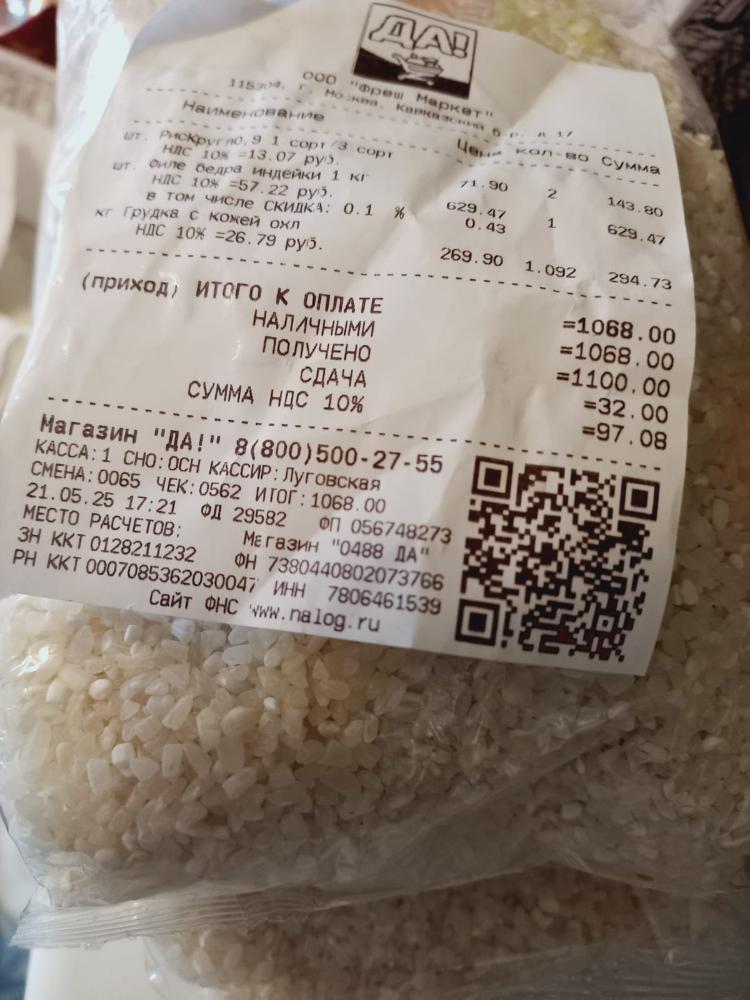 ДА!
ООО "Фреш Маркет"
г. Москва, Кавказский б-р, д 17
Наименование Цена Кол-во Сумма
шт. РисКругл0.9 1 сорт/3 сорт 71.90 2 143.80
НДС 10% =13.07 руб.
шт. Филе бедра индейки 1 кг 629.47 1 629.47
НДС 10% =57.22 руб.
в том числе СКИДКА: 0.1 % 0.43
кг Грудка с кожей охл 269.90 1.092 294.73
НДС 10% =26.79 руб.
(приход) ИТОГО К ОПЛАТЕ =1068.00
НАЛИЧНЫМИ =1068.00
ПОЛУЧЕНО =1100.00
СДАЧА =32.00
СУММА НДС 10% =97.08
Магазин "ДА!" 8(800)500-27-55
КАССА:1 СНО:ОСН КАССИР:Луговская
СМЕНА:0065 ЧЕК:0562 ИТОГ:1068.00
21.05.25 17:21 ФД 29582 ФП 056748273
МЕСТО РАСЧЕТОВ: Магазин "0488 ДА"
ЗН ККТ 0128211232 ФН 7380440802073766
РН ККТ 0007085362030047 ИНН 7806461539
Сайт ФНС www.nalog.ru